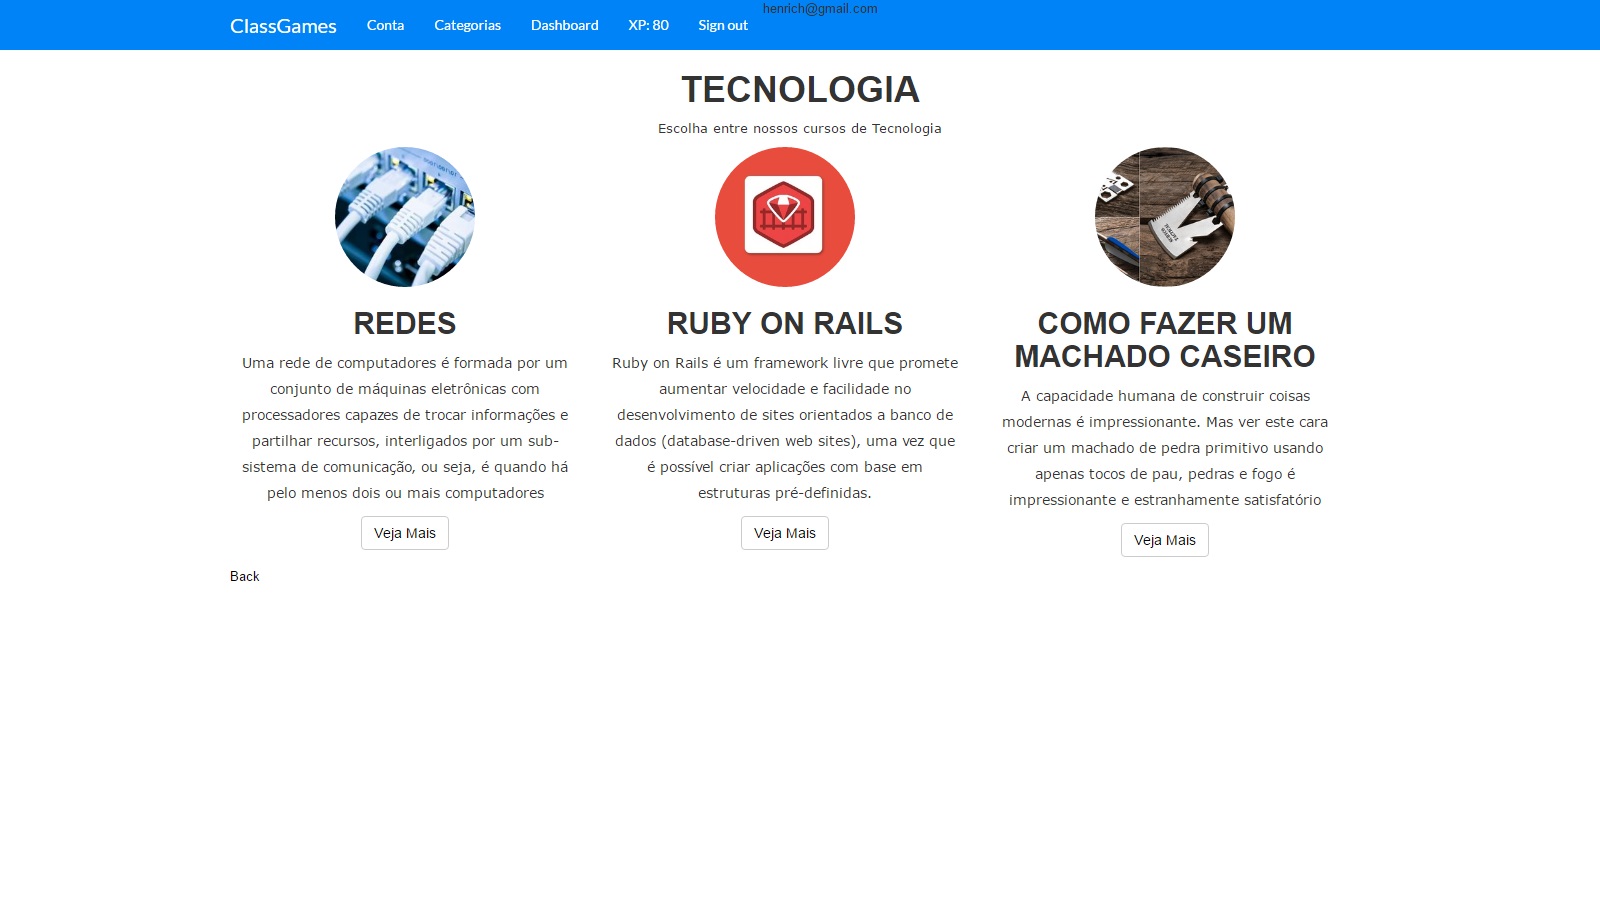 henrich@gmail.com
ClassGames Conta Categorias Dashboard XP: 80 Sign out
TECNOLOGIA
Escolha entre nossos cursos de Tecnologia
REDES
Uma rede de computadores é formada por um
conjunto de máquinas eletrônicas com
processadores capazes de trocar informações e
partilhar recursos, interligados por um sub-
sistema de comunicação, ou seja, é quando há
pelo menos dois ou mais computadores
Veja Mais
RUBY ON RAILS
Ruby on Rails é um framework livre que promete
aumentar velocidade e facilidade no
desenvolvimento de sites orientados a banco de
dados (database-driven web sites), uma vez que
é possível criar aplicações com base em
estruturas pré-definidas.
Veja Mais
COMO FAZER UM
MACHADO CASEIRO
A capacidade humana de construir coisas
modernas é impressionante. Mas ver este cara
criar um machado de pedra primitivo usando
apenas tocos de pau, pedras e fogo é
impressionante e estranhamente satisfatório
Veja Mais
Back